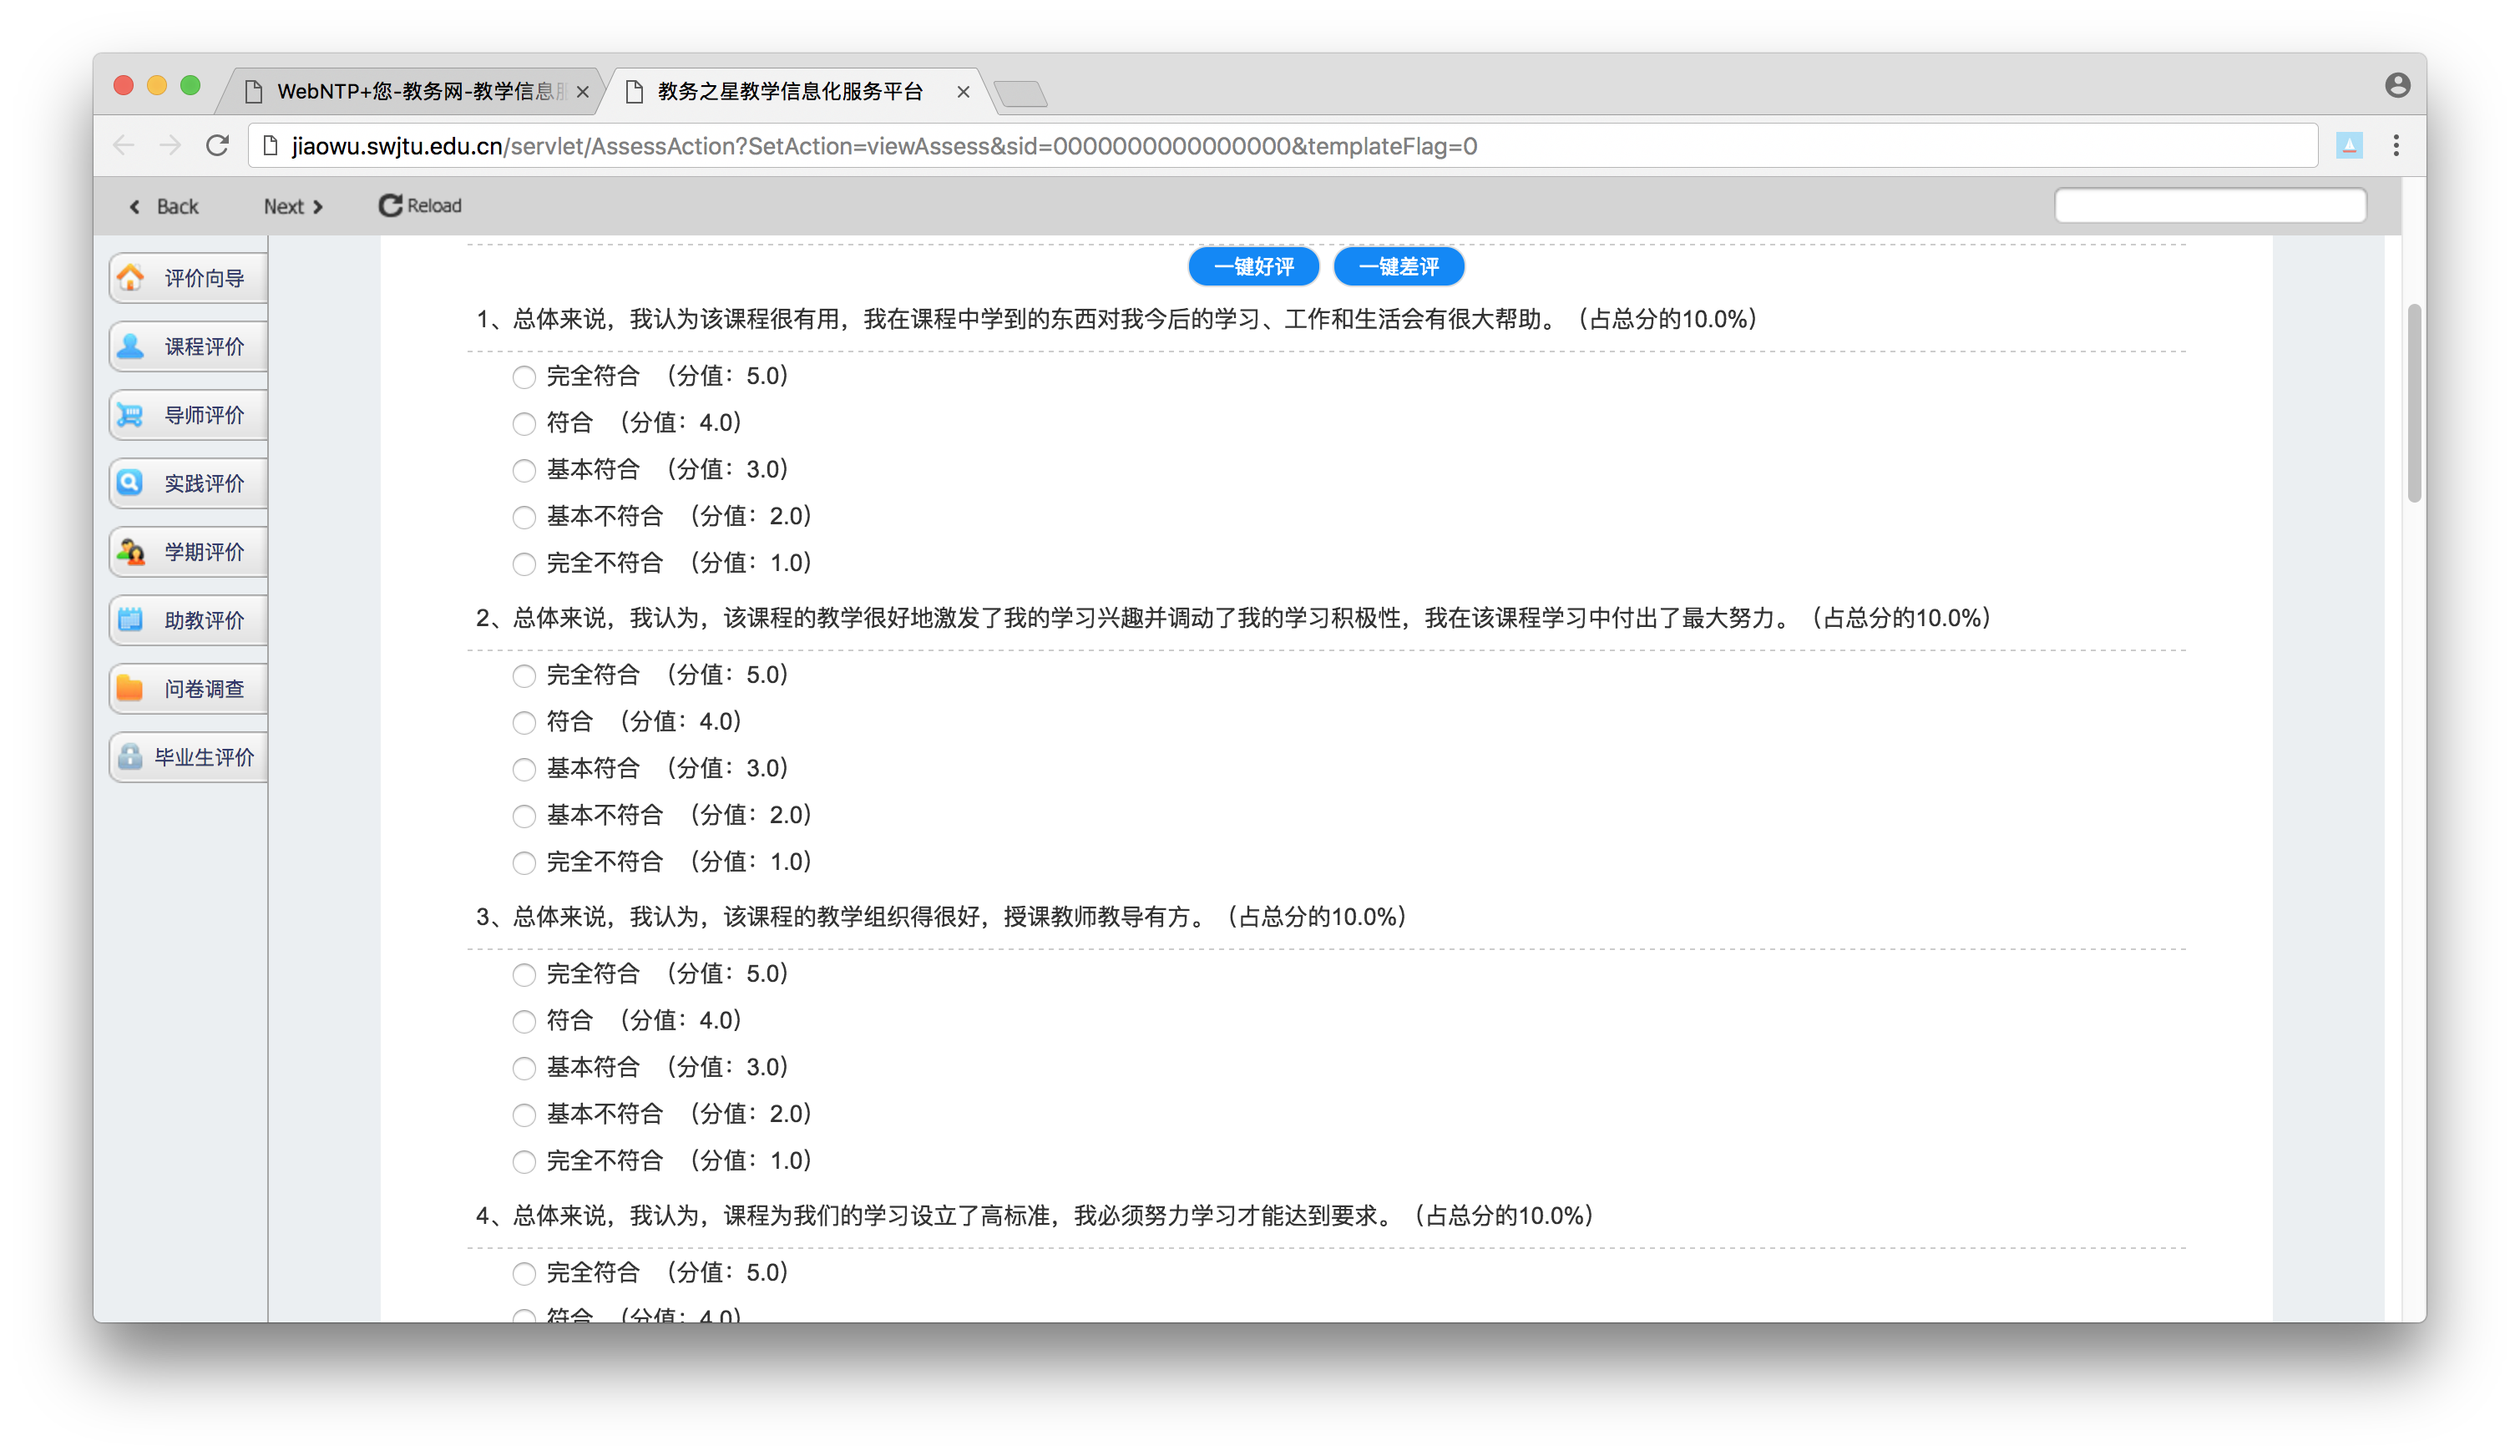 WebNTP+您-教务网-教学信息
教务之星教学信息化服务平台
jiaowu.swjtu.edu.cn/servlet/AssessAction?SetAction=viewAssess&sid=0000000000000000&templateFlag=0
Back Next Reload
评价向导
课程评价
导师评价
实践评价
学期评价
助教评价
问卷调查
毕业生评价
一键好评 一键差评
1、总体来说，我认为该课程很有用，我在课程中学到的东西对我今后的学习、工作和生活会有很大帮助。（占总分的10.0%）
完全符合 （分值：5.0）
符合 （分值：4.0）
基本符合 （分值：3.0）
基本不符合 （分值：2.0）
完全不符合 （分值：1.0）
2、总体来说，我认为，该课程的教学很好地激发了我的学习兴趣并调动了我的学习积极性，我在该课程学习中付出了最大努力。（占总分的10.0%）
完全符合 （分值：5.0）
符合 （分值：4.0）
基本符合 （分值：3.0）
基本不符合 （分值：2.0）
完全不符合 （分值：1.0）
3、总体来说，我认为，该课程的教学组织得很好，授课教师教导有方。（占总分的10.0%）
完全符合 （分值：5.0）
符合 （分值：4.0）
基本符合 （分值：3.0）
基本不符合 （分值：2.0）
完全不符合 （分值：1.0）
4、总体来说，我认为，课程为我们的学习设立了高标准，我必须努力学习才能达到要求。（占总分的10.0%）
完全符合 （分值：5.0）
符合 （分值：4.0）